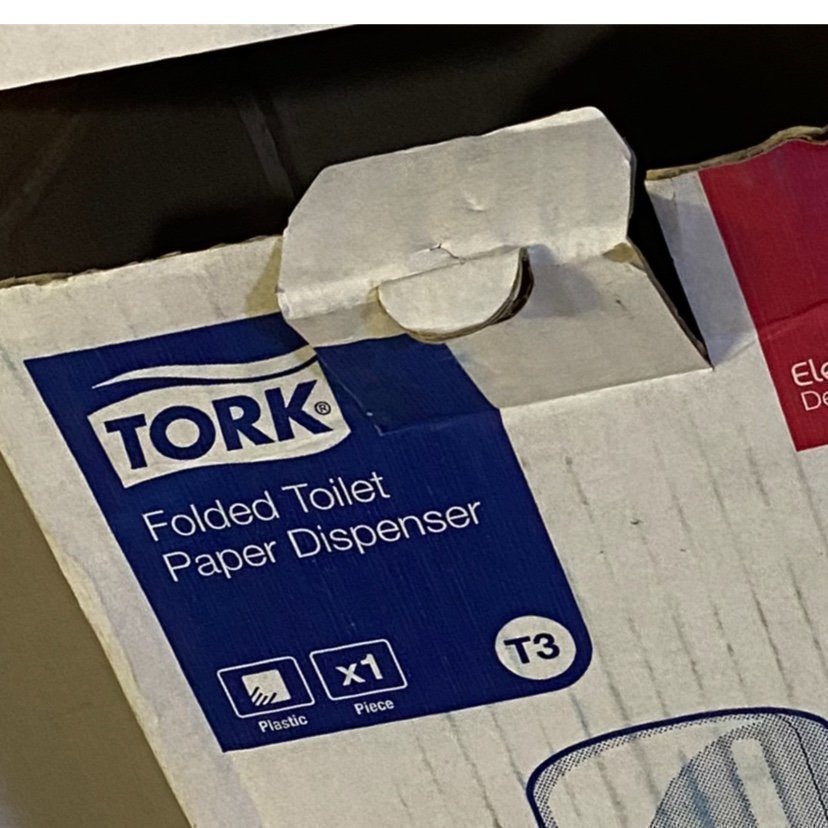 TORK®
Folded Toilet
Paper Dispenser
T3
x1
Plastic
Piece